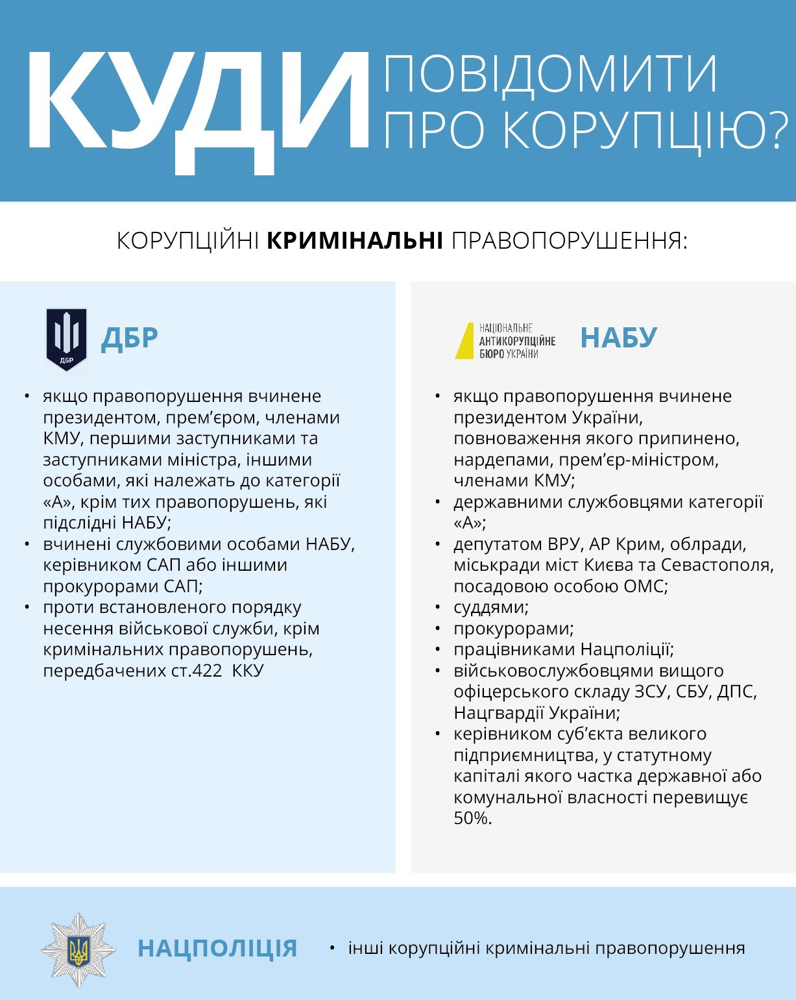 КУДИ
ПОВІДОМИТИ
ПРО КОРУПЦІЮ?
КОРУПЦІЙНІ КРИМІНАЛЬНІ ПРАВОПОРУШЕННЯ:
ДБР
ДБР
• якщо правопорушення вчинене
президентом, прем’єром, членами
КМУ, першими заступниками та
заступниками міністра, іншими
особами, які належать до категорії
«А», крім тих правопорушень, які
підслідні НАБУ;
• вчинені службовими особами НАБУ,
керівником САП або іншими
прокурорами САП;
• проти встановленого порядку
несення військової служби, крім
кримінальних правопорушень,
передбачених ст.422  ККУ
НАЦІОНАЛЬНЕ
АНТИКОРУПЦІЙНЕ
БЮРО УКРАЇНИ
НАБУ
• якщо правопорушення вчинене
президентом України,
повноваження якого припинено,
нардепами, прем’єр-міністром,
членами КМУ;
• державними службовцями категорії
«А»;
• депутатом ВРУ, АР Крим, облради,
міськради міст Києва та Севастополя,
посадовою особою ОМС;
• суддями;
• прокурорами;
• працівниками Нацполіції;
• військовослужбовцями вищого
офіцерського складу ЗСУ, СБУ, ДПС,
Нацгвардії України;
• керівником суб’єкта великого
підприємництва, у статутному
капіталі якого частка державної або
комунальної власності перевищує
50%.
НАЦПОЛІЦІЯ
• інші корупційні кримінальні правопорушення